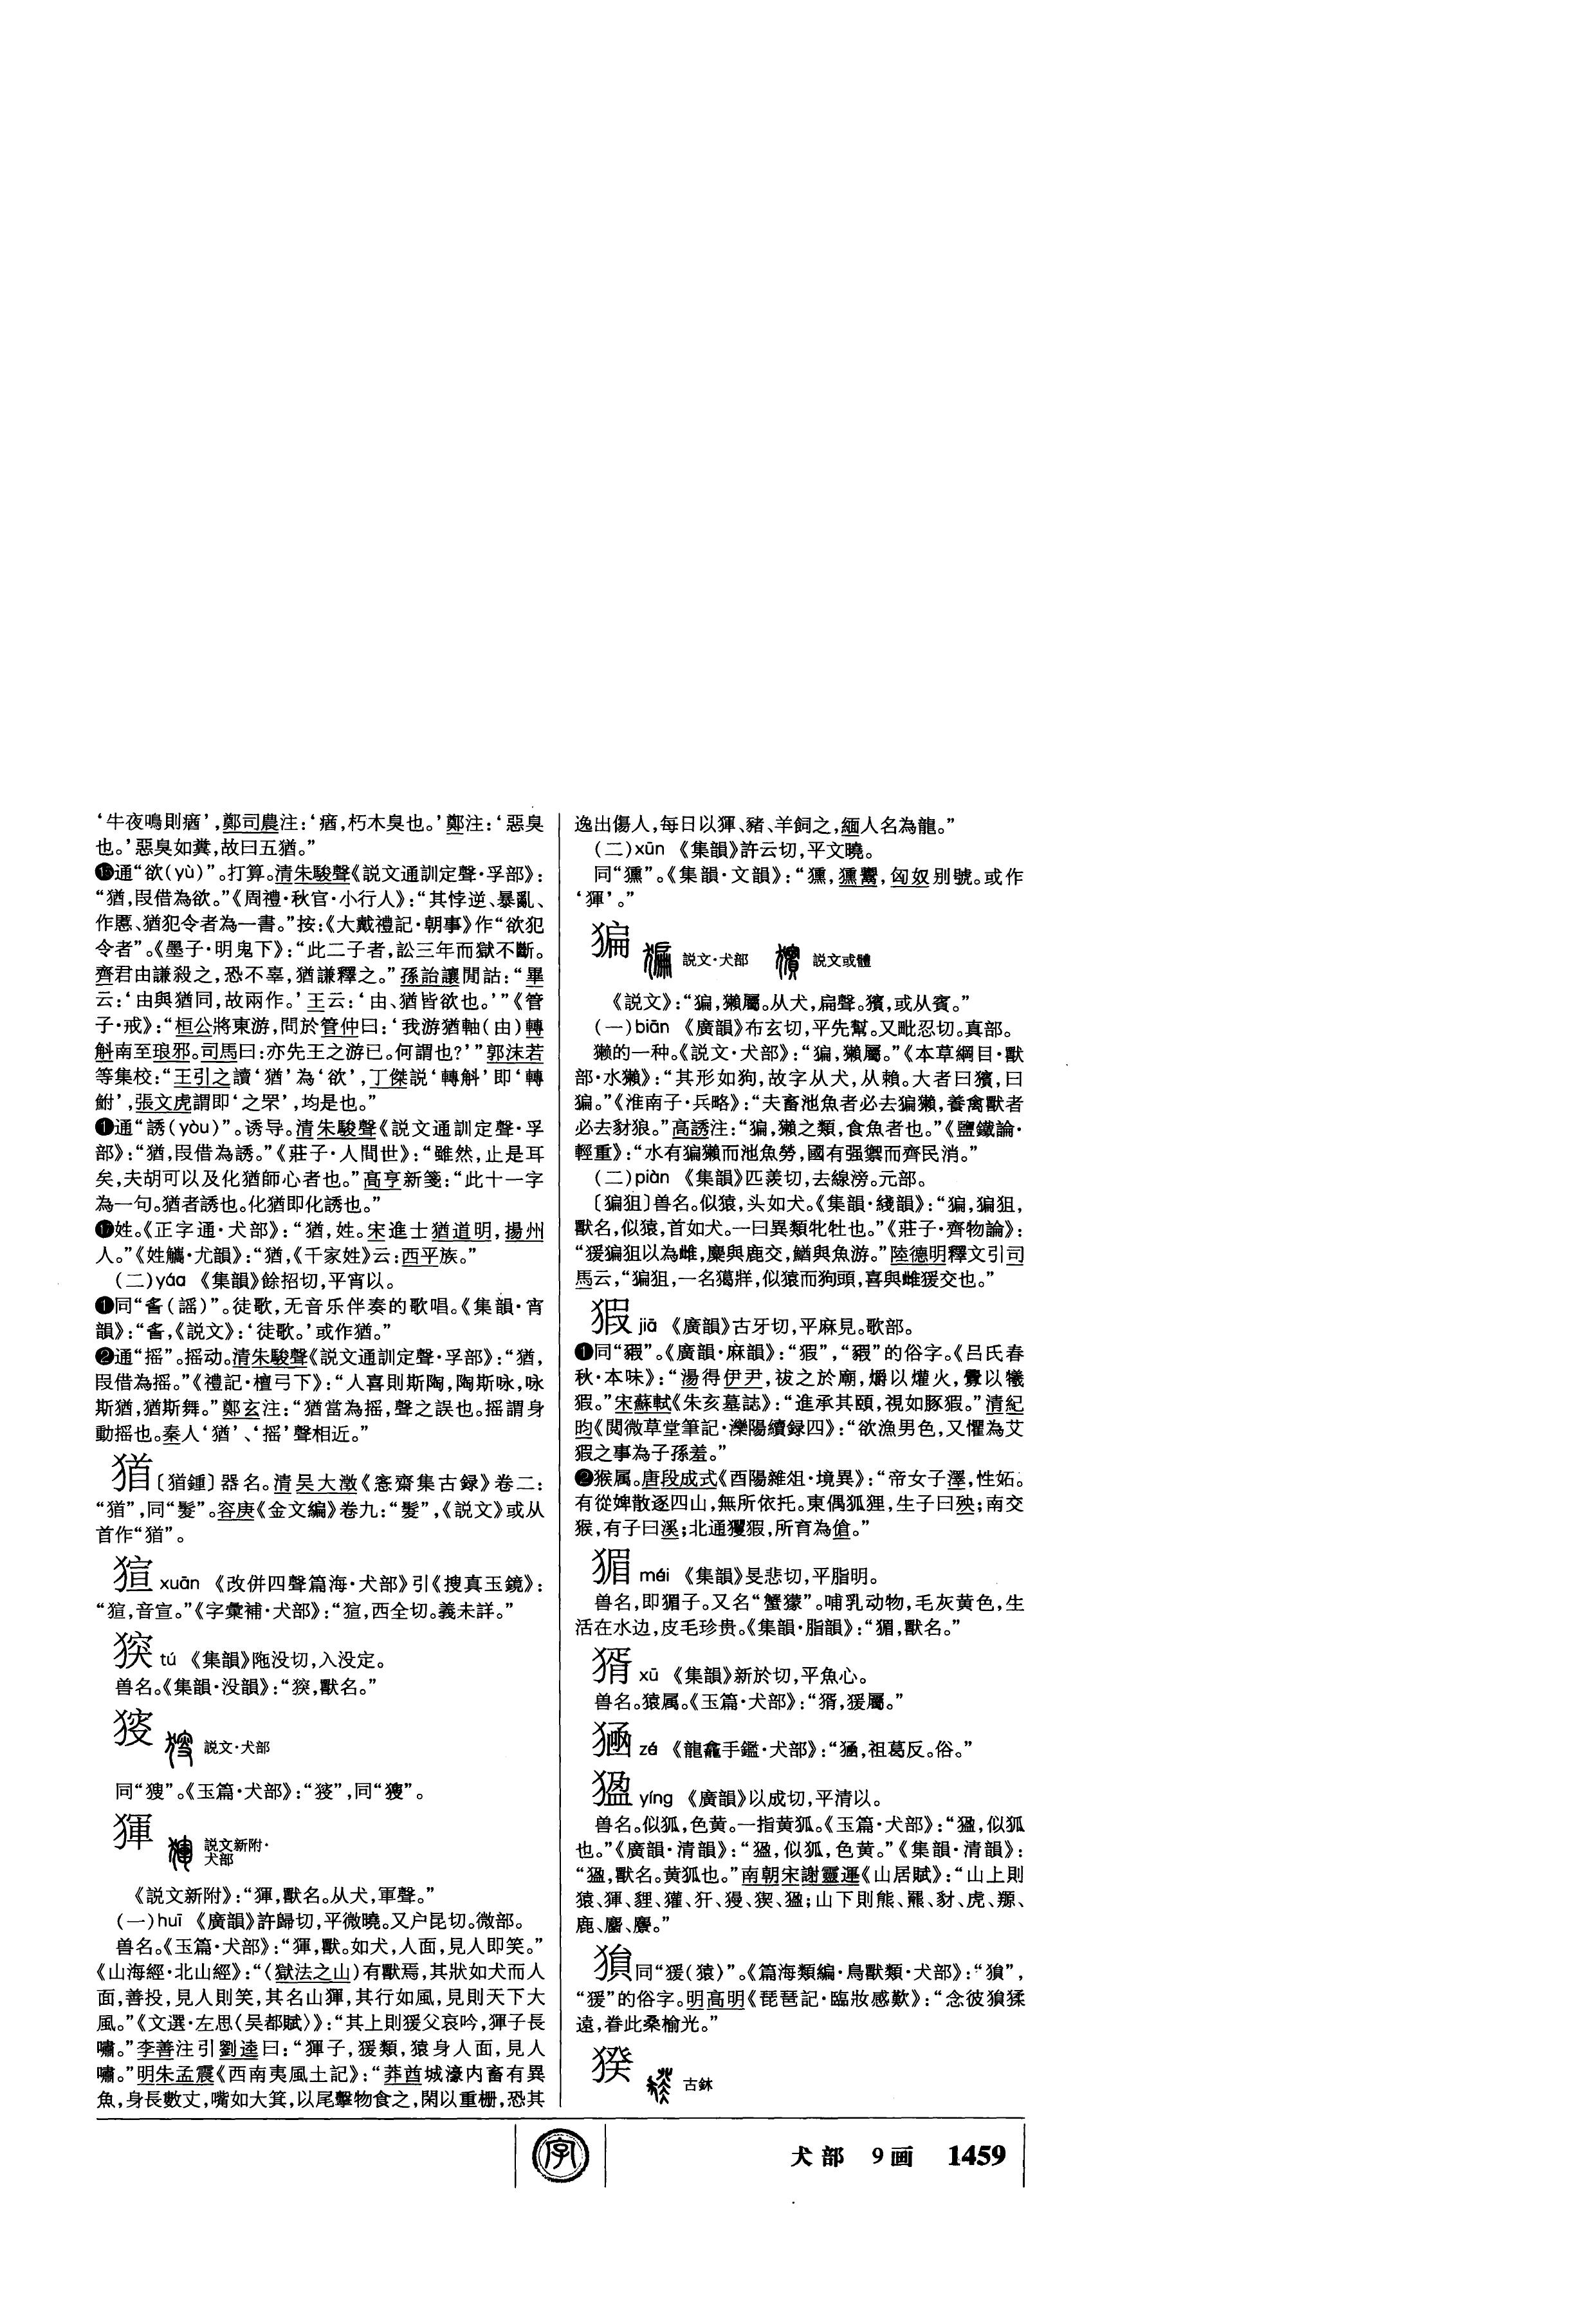 ‘牛夜鳴則㾞’,鄭司農注:‘㾞,朽木臭也。’鄭注:‘惡臭
也。’惡臭如糞,故曰五猶。”
⓯通“欲(yù)”。打算。清朱駿聲《説文通訓定聲·孚部》:
“猶,叚借為欲。”《周禮·秋官·小行人》:“其悖逆、暴亂、
作慝、猶犯令者為一書。”按:《大戴禮記·朝事》作“欲犯
令者”。《墨子·明鬼下》:“此二子者,訟三年而獄不斷。
齊君由謙殺之,恐不辜,猶謙釋之。”孫詒讓閒詁:“畢
云:‘由與猶同,故兩作。’王云:‘由、猶皆欲也。’”《管
子·戒》:“桓公將東游,問於管仲曰:‘我游猶軸(由)轉
斛南至琅邪。司馬曰:亦先王之游已。何謂也?’”郭沫若
等集校:“王引之讀‘猶’為‘欲’,丁傑説‘轉斛’即‘轉
鮒’,張文虎謂即‘之罘’,均是也。”
⓰通“誘(yòu)”。诱导。清朱駿聲《説文通訓定聲·孚
部》:“猶,叚借為誘。”《莊子·人間世》:“雖然,止是耳
矣,夫胡可以及化猶師心者也。”高亨新箋:“此十一字
為一句。猶者誘也。化猶即化誘也。”
⓱姓。《正字通·犬部》:“猶,姓。宋進士猶道明,揚州
人。”《姓觿·尤韻》:“猶,《千家姓》云:西平族。”
(二)yáo 《集韻》餘招切,平宵以。
❶同“䚻(謡)”。徒歌,无音乐伴奏的歌唱。《集韻·宵
韻》:“䚻,《説文》:‘徒歌。’或作猶。”
❷通“摇”。摇动。清朱駿聲《説文通訓定聲·孚部》:“猶,
叚借為摇。”《禮記·檀弓下》:“人喜則斯陶,陶斯咏,咏
斯猶,猶斯舞。”鄭玄注:“猶當為摇,聲之誤也。摇謂身
動摇也。秦人‘猶’、‘摇’聲相近。”
䭚〔鍾〕器名。清吴大澂《愙齋集古録》卷二:
“”,同“髮”。容庚《金文編》卷九:“髮”,《説文》或从
首作“”。
㹕 xuān 《改併四聲篇海·犬部》引《搜真玉鏡》:
“,音宣。”《字彙補·犬部》:“,西全切。義未詳。”
㻠 tú 《集韻》陁没切,入没定。
兽名。《集韻·没韻》:“,獸名。”
㹎 説文·犬部
同“獀”。《玉篇·犬部》:“”,同“獀”。
㹆 説文新附·
犬部
《説文新附》:“獋,獸名。从犬,軍聲。”
(一)huī 《廣韻》許歸切,平微曉。又户昆切。微部。
兽名。《玉篇·犬部》:“㹆,獸。如犬,人面,見人即笑。”
《山海經·北山經》:“(獄法之山)有獸焉,其狀如犬而人
面,善投,見人則笑,其名山㹆,其行如風,見則天下大
風。”《文選·左思〈吴都賦〉》:“其上則猨父哀吟,㹆子長
嘯。”李善注引劉逵曰:“㹆子,猨類,猿身人面,見人
嘯。”明朱孟震《西南夷風土記》:“莽酋城濠内畜有異
魚,身長數丈,嘴如大箕,以尾擊物食之,閑以重栅,恐其
逸出傷人,每日以㹆、豬、羊飼之,緬人名為龍。”
(二)xūn 《集韻》許云切,平文曉。
同“獯”。《集韻·文韻》:“獯,獯鬻,匈奴别號。或作
‘㹆’。”
猵 説文·犬部 説文或體
《説文》:“猵,獺屬。从犬,扁聲。獱,或从賓。”
(一)biān 《廣韻》布玄切,平先幫。又毗忍切。真部。
獭的一种。《説文·犬部》:“猵,獺屬。”《本草綱目·獸
部·水獺》:“其形如狗,故字从犬,从賴。大者曰獱,曰
猵。”《淮南子·兵略》:“夫畜池魚者必去猵獺,養禽獸者
必去豺狼。”高誘注:“猵,獺之類,食魚者也。”《鹽鐵論·
輕重》:“水有猵獺而池魚勞,國有强禦而齊民消。”
(二)piàn 《集韻》匹羨切,去線滂。元部。
〔猵狙〕兽名。似猿,头如犬。《集韻·綫韻》:“猵,猵狙,
獸名,似猿,首如犬。一曰異類牝牡也。”《莊子·齊物論》:
“猨猵狙以為雌,麋與鹿交,鰌與魚游。”陸德明釋文引司
馬云,“猵狙,一名獦牂,似猿而狗頭,喜與雌猨交也。”
猳 jiā 《廣韻》古牙切,平麻見。歌部。
❶同“豭”。《廣韻·麻韻》:“猳”,“豭”的俗字。《吕氏春
秋·本味》:“湯得伊尹,祓之於廟,爝以爟火,釁以犧
猳。”宋蘇軾《朱亥墓誌》:“進承其頤,視如豚猳。”清紀
昀《閲微草堂筆記·灤陽續録四》:“欲漁男色,又懼為艾
猳之事為子孫羞。”
❷猴属。唐段成式《酉陽雜俎·境異》:“帝女子澤,性妬。
有從婢散逐四山,無所依托。東偶狐狸,生子曰殃;南交
猴,有子曰溪;北通玃猳,所育為傖。”
猸 méi 《集韻》旻悲切,平脂明。
兽名,即猸子。又名“蟹獴”。哺乳动物,毛灰黄色,生
活在水边,皮毛珍贵。《集韻·脂韻》:“猸,獸名。”
㺄 xū 《集韻》新於切,平魚心。
兽名。猿属。《玉篇·犬部》:“,猨屬。”
zá 《龍龕手鑑·犬部》:“,祖葛反。俗。”
yíng 《廣韻》以成切,平清以。
兽名。似狐,色黄。一指黄狐。《玉篇·犬部》:“,似狐
也。”《廣韻·清韻》:“,似狐,色黄。”《集韻·清韻》:
“,獸名。黄狐也。”南朝宋謝靈運《山居賦》:“山上則
猿、㹆、貍、獾、犴、獌、猰、;山下則熊、羆、豺、虎、羱、
鹿、麕、麖。”
同“猨(猿)”。《篇海類編·鳥獸類·犬部》:“”,
“猨”的俗字。明高明《琵琶記·臨妝感歎》:“念彼猱
遠,眷此桑榆光。”
猤 古鉥
犬部 9画 1459